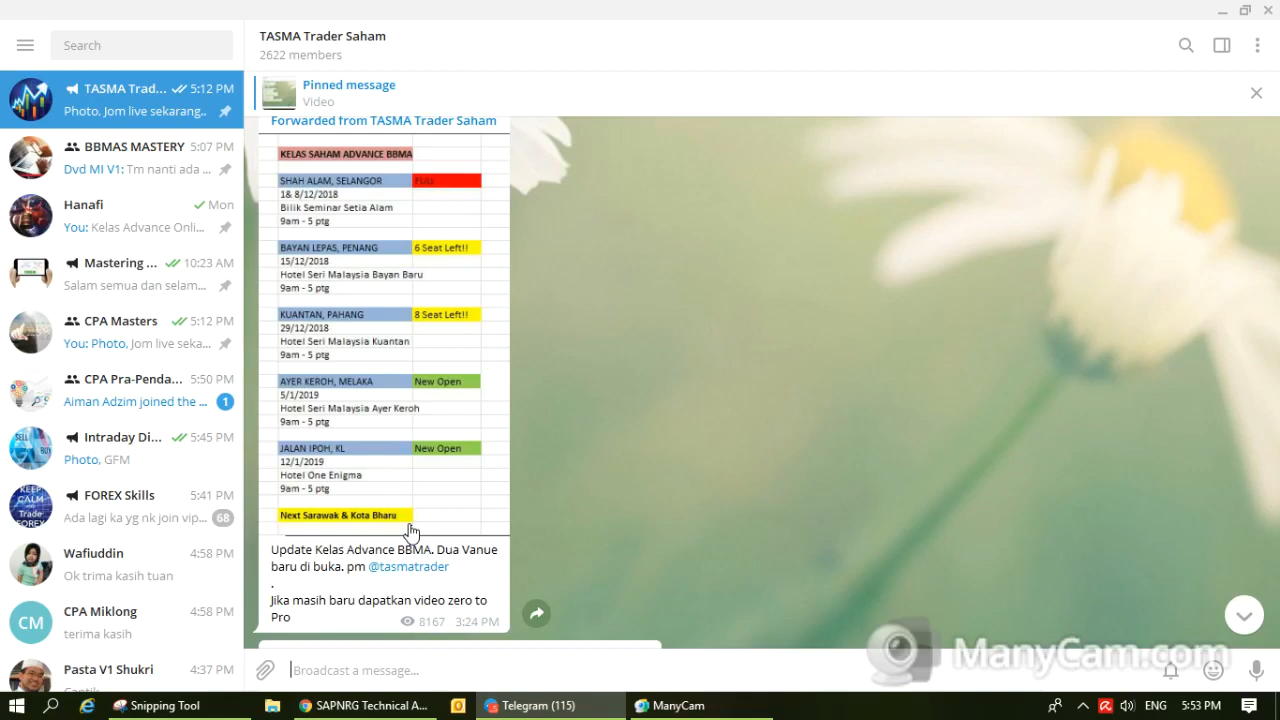 Search
TASMA Trad... 5:12 PM
Photo, Jom live sekarang..
BBMAS MASTERY 5:07 PM
Dvd MI V1: Tm nanti ada ...
Hanafi Mon
You: Kelas Advance Onli...
Mastering ... 10:23 AM
Salam semua dan selam...
CPA Masters 5:12 PM
You: Photo, Jom live seka...
CPA Pra-Penda... 5:50 PM
Aiman Adzim joined the ... 1
Intraday Di... 5:45 PM
Photo, GFM
FOREX Skills 5:41 PM
Ada lagi ka yg nk join vip... 68
Wafiuddin 4:58 PM
Ok trima kasih tuan
CM
CPA Miklong 4:58 PM
terima kasih
Pasta V1 Shukri 4:37 PM
Cantik
TASMA Trader Saham
2622 members
Pinned message
Video
Forwarded from TASMA Trader Saham
KELAS SAHAM ADVANCE BBMA
SHAH ALAM, SELANGOR FULL
1& 8/12/2018
Bilik Seminar Setia Alam
9am - 5 ptg
BAYAN LEPAS, PENANG 6 Seat Left!!
15/12/2018
Hotel Seri Malaysia Bayan Baru
9am - 5 ptg
KUANTAN, PAHANG 8 Seat Left!!
29/12/2018
Hotel Seri Malaysia Kuantan
9am - 5 ptg
AYER KEROH, MELAKA New Open
5/1/2019
Hotel Seri Malaysia Ayer Keroh
9am - 5 ptg
JALAN IPOH, KL New Open
12/1/2019
Hotel One Enigma
9am - 5 ptg
Next Sarawak & Kota Bharu
Update Kelas Advance BBMA. Dua Vanue
baru di buka. pm @tasmatrader
.
Jika masih baru dapatkan video zero to
Pro
8167 3:24 PM
Broadcast a message...
ManyCam.com
Snipping Tool
SAPNRG Technical A...
Telegram (115)
ManyCam
ENG 5:53 PM